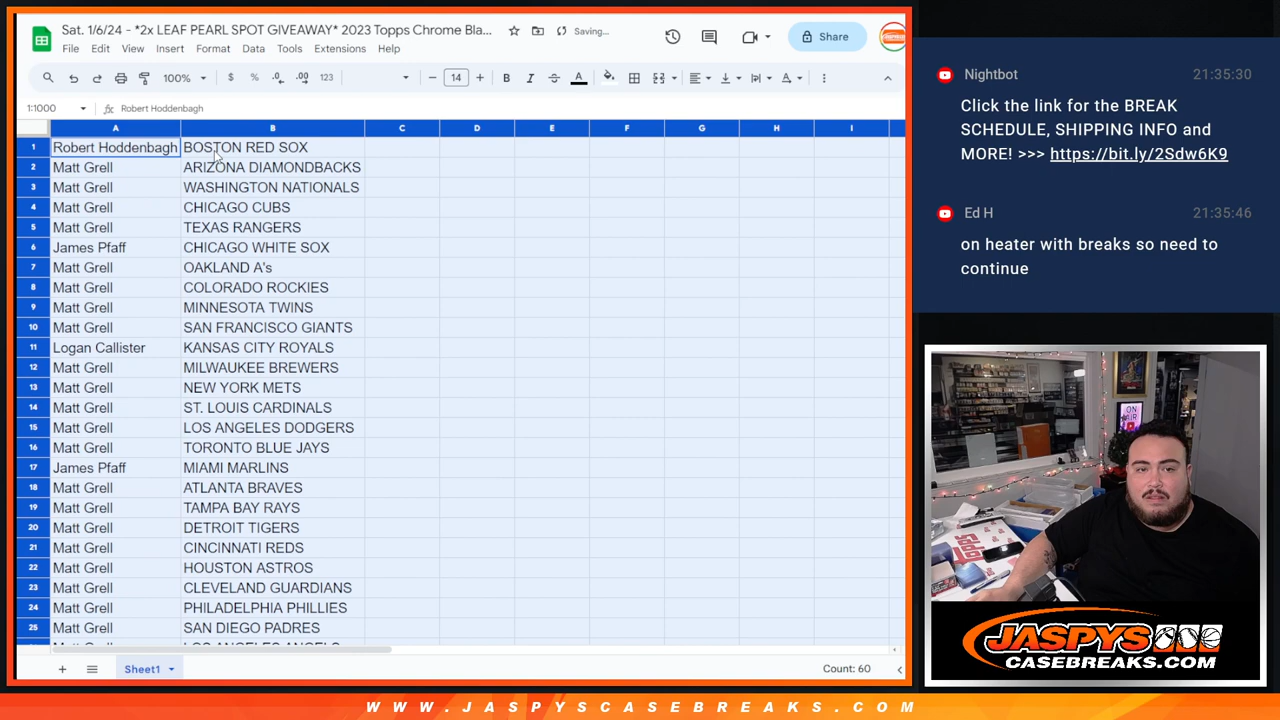 Sat. 1/6/24 - *2x LEAF PEARL SPOT GIVEAWAY* 2023 Topps Chrome Bla...
Saving...
File Edit View Insert Format Data Tools Extensions Help
Share
100% $ % .0 .00 123 14 B I A
1:1000 fx Robert Hoddenbagh
A B C D E F G H I
1 Robert Hoddenbagh BOSTON RED SOX
2 Matt Grell ARIZONA DIAMONDBACKS
3 Matt Grell WASHINGTON NATIONALS
4 Matt Grell CHICAGO CUBS
5 Matt Grell TEXAS RANGERS
6 James Pfaff CHICAGO WHITE SOX
7 Matt Grell OAKLAND A's
8 Matt Grell COLORADO ROCKIES
9 Matt Grell MINNESOTA TWINS
10 Matt Grell SAN FRANCISCO GIANTS
11 Logan Callister KANSAS CITY ROYALS
12 Matt Grell MILWAUKEE BREWERS
13 Matt Grell NEW YORK METS
14 Matt Grell ST. LOUIS CARDINALS
15 Matt Grell LOS ANGELES DODGERS
16 Matt Grell TORONTO BLUE JAYS
17 James Pfaff MIAMI MARLINS
18 Matt Grell ATLANTA BRAVES
19 Matt Grell TAMPA BAY RAYS
20 Matt Grell DETROIT TIGERS
21 Matt Grell CINCINNATI REDS
22 Matt Grell HOUSTON ASTROS
23 Matt Grell CLEVELAND GUARDIANS
24 Matt Grell PHILADELPHIA PHILLIES
25 Matt Grell SAN DIEGO PADRES
Matt Grell LOS ANGELES ANGELS
Sheet1
Count: 60
Nightbot 21:35:30
Click the link for the BREAK
SCHEDULE, SHIPPING INFO and
MORE! >>> https://bit.ly/2Sdw6K9
Ed H 21:35:46
on heater with breaks so need to
continue
ON AIR
topps
JASPYS
CASEBREAKS.COM
WWW.JASPYSCASEBREAKS.COM